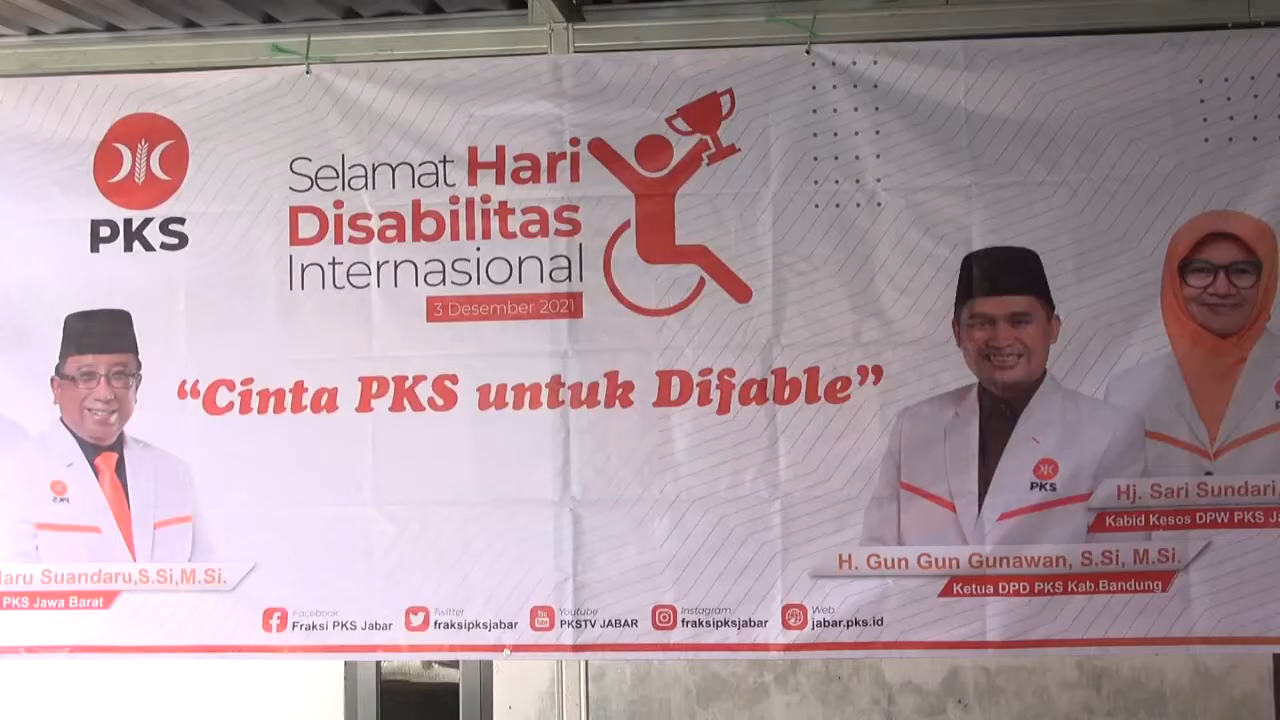 PKS
Selamat Hari
Disabilitas
Internasional
3 Desember 2021
"Cinta PKS untuk Difable"
PKS
PKS
Suandaru,S.Si,M.Si.
PKS Jawa Barat
H. Gun Gun Gunawan, S.Si, M.Si.
Ketua DPD PKS Kab.Bandung
Hj. Sari Sundari
Kabid Kesos DPW PKS
Facebook
Fraksi PKS Jabar
Twitter
fraksipksjabar
Youtube
PKSTV JABAR
Instagram
fraksipksjabar
Web.
jabar.pks.id